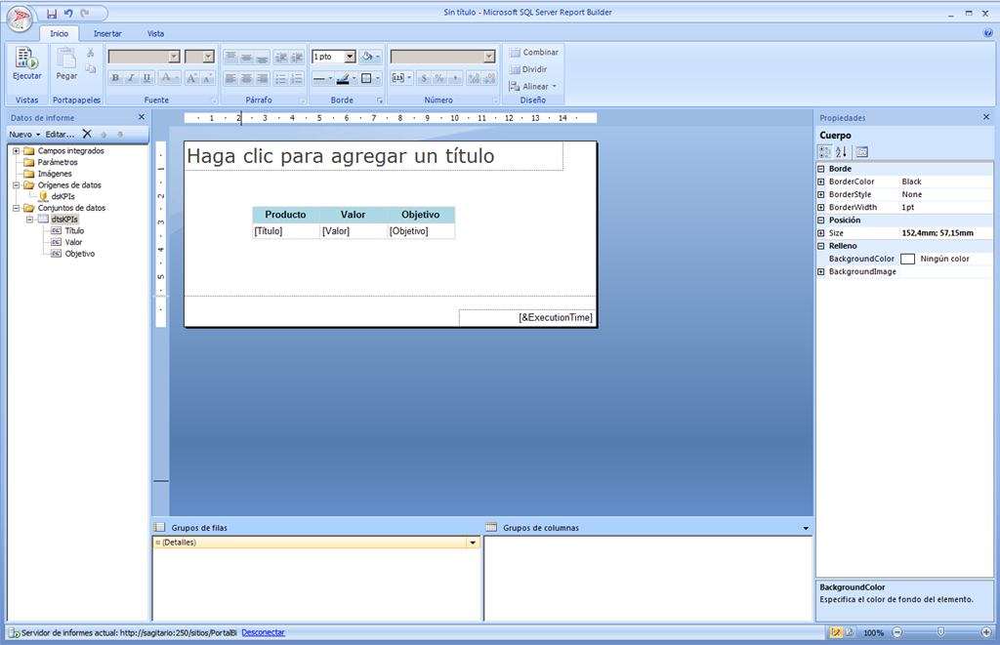 Sin título - Microsoft SQL Server Report Builder
Inicio Insertar Vista
Ejecutar
Pegar
1 pto
Combinar
Dividir
Alinear
Vistas Portapapeles Fuente Párrafo Borde Número Diseño
Datos de informe
Nuevo Editar...
Campos integrados
Parámetros
Imágenes
Orígenes de datos
dsKPIs
Conjuntos de datos
dtsKPIs
Título
Valor
Objetivo
1 2 3 4 5 6 7 8 9 10 11 12 13 14
1
2
3
4
5
Haga clic para agregar un título
Producto Valor Objetivo
[Título] [Valor] [Objetivo]
[&ExecutionTime]
Grupos de filas
(Detalles)
Grupos de columnas
Propiedades
Cuerpo
Borde
BorderColor Black
BorderStyle None
BorderWidth 1pt
Posición
Size 152,4mm; 57,15mm
Relleno
BackgroundColor Ningún color
BackgroundImage
BackgroundColor
Especifica el color de fondo del elemento.
Servidor de informes actual: http://sagitario:250/sitios/PortalBi Desconectar
100%